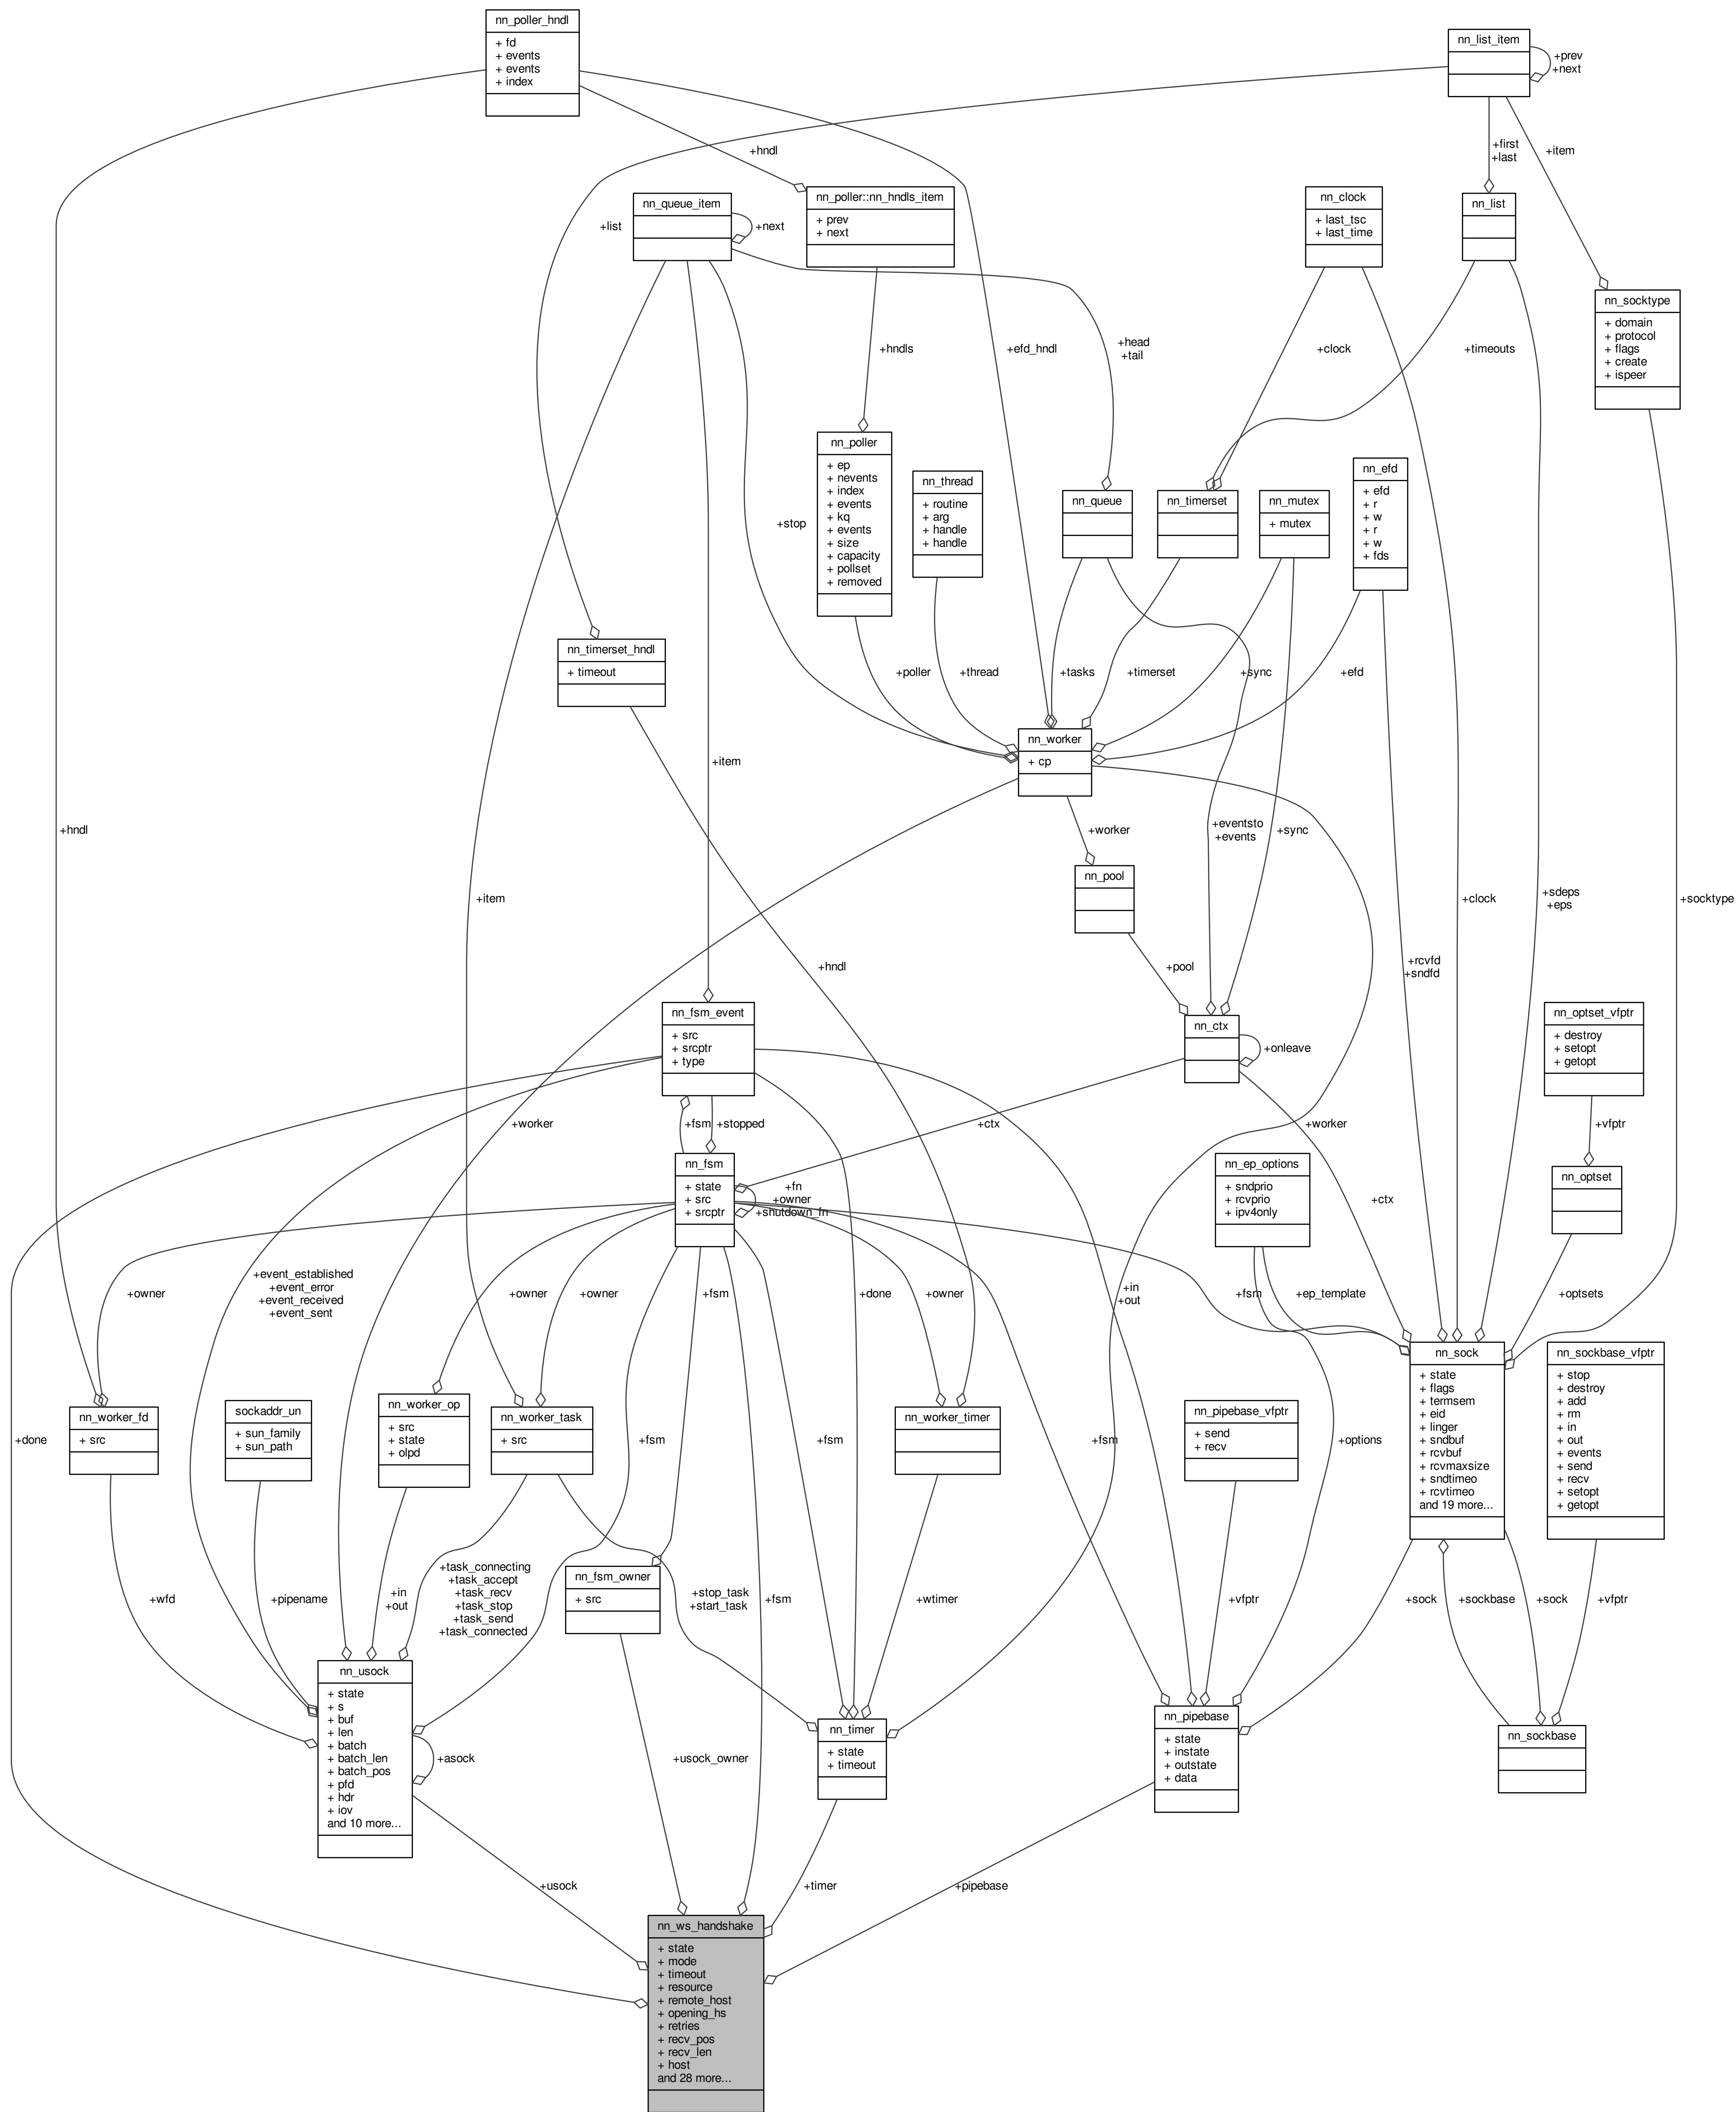 nn_poller_hndl
+ fd
+ events
+ events
+ index
nn_list_item
+prev
+next
+hndl
+first
+last
+item
nn_queue_item
+next
+list
nn_poller::nn_hndls_item
+ prev
+ next
nn_clock
+ last_tsc
+ last_time
nn_list
nn_socktype
+ domain
+ protocol
+ flags
+ create
+ ispeer
+hndls
+efd_hndl
+head
+tail
+clock
+timeouts
nn_poller
+ ep
+ nevents
+ index
+ events
+ kq
+ events
+ size
+ capacity
+ pollset
+ removed
nn_thread
+ routine
+ arg
+ handle
+ handle
nn_queue
nn_timerset
nn_mutex
+ mutex
nn_efd
+ efd
+ r
+ w
+ r
+ w
+ fds
+stop
nn_timerset_hndl
+ timeout
+poller
+thread
+tasks
+timerset
+sync
+efd
nn_worker
+ cp
+item
+hndl
+worker
+eventsto
+events
+sync
nn_pool
+item
+clock
+sdeps
+eps
+socktype
+hndl
+pool
+rcvfd
+sndfd
nn_fsm_event
+ src
+ srcptr
+ type
nn_ctx
+onleave
nn_optset_vfptr
+ destroy
+ setopt
+ getopt
+worker
+fsm
+stopped
+ctx
+worker
+vfptr
nn_fsm
+ state
+ src
+ srcptr
+fn
+owner
+shutdown_fn
nn_ep_options
+ sndprio
+ rcvprio
+ ipv4only
+ctx
nn_optset
+event_established
+event_error
+event_received
+event_sent
+owner
+owner
+owner
+fsm
+done
+owner
+in
+out
+fsm
+ep_template
+optsets
nn_worker_fd
+ src
sockaddr_un
+ sun_family
+ sun_path
nn_worker_op
+ src
+ state
+ olpd
nn_worker_task
+ src
+fsm
+fsm
nn_worker_timer
+fsm
nn_pipebase_vfptr
+ send
+ recv
+options
nn_sock
+ state
+ flags
+ termsem
+ eid
+ linger
+ sndbuf
+ rcvbuf
+ rcvmaxsize
+ sndtimeo
+ rcvtimeo
and 19 more...
nn_sockbase_vfptr
+ stop
+ destroy
+ add
+ rm
+ in
+ out
+ events
+ send
+ recv
+ setopt
+ getopt
+done
+wfd
+pipename
+in
+out
+task_connecting
+task_accept
+task_recv
+task_stop
+task_send
+task_connected
nn_fsm_owner
+ src
+fsm
+stop_task
+start_task
+wtimer
+vfptr
+sock
+sockbase
+sock
+vfptr
nn_usock
+ state
+ s
+ buf
+ len
+ batch
+ batch_len
+ batch_pos
+ pfd
+ hdr
+ iov
and 10 more...
+asock
+usock_owner
nn_timer
+ state
+ timeout
nn_pipebase
+ state
+ instate
+ outstate
+ data
nn_sockbase
+usock
+timer
+pipebase
nn_ws_handshake
+ state
+ mode
+ timeout
+ resource
+ remote_host
+ opening_hs
+ retries
+ recv_pos
+ recv_len
+ host
and 28 more...